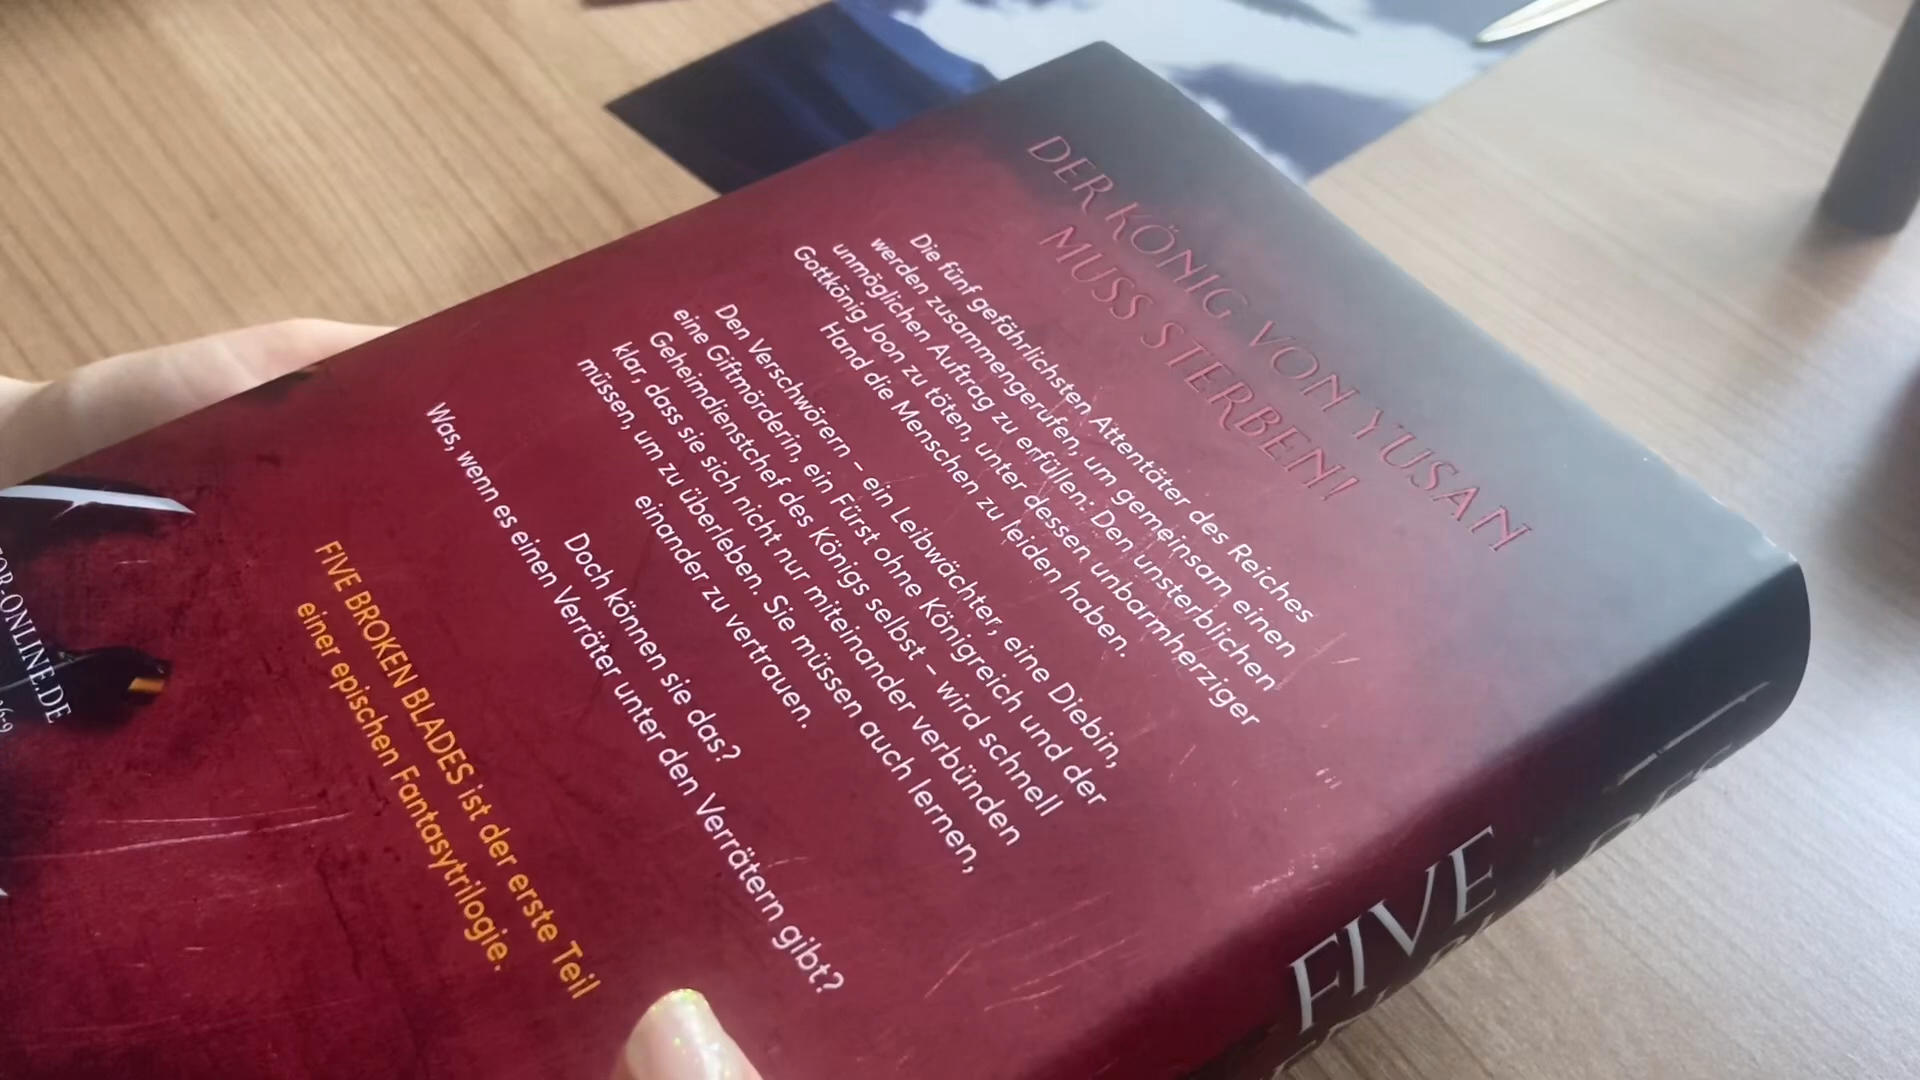 DER KÖNIG VON YUSAN
MUSS STERBEN!
Die fünf gefährlichsten Attentäter des Reiches
werden zusammengerufen, um gemeinsam einen
unmöglichen Auftrag zu erfüllen: Den unsterblichen
Gottkönig Joon zu töten, unter dessen unbarmherziger
Hand die Menschen zu leiden haben.
Den Verschwörern – ein Leibwächter, eine Diebin,
eine Giftmörderin, ein Fürst ohne Königreich und der
Geheimdienstchef des Königs selbst – wird schnell
klar, dass sie sich nicht nur miteinander verbünden
müssen, um zu überleben. Sie müssen auch lernen,
einander zu vertrauen.
Doch können sie das?
Was, wenn es einen Verräter unter den Verrätern gibt?
FIVE BROKEN BLADES ist der erste Teil
einer epischen Fantasytrilogie.
OR-ONLINE.DE
FIVE